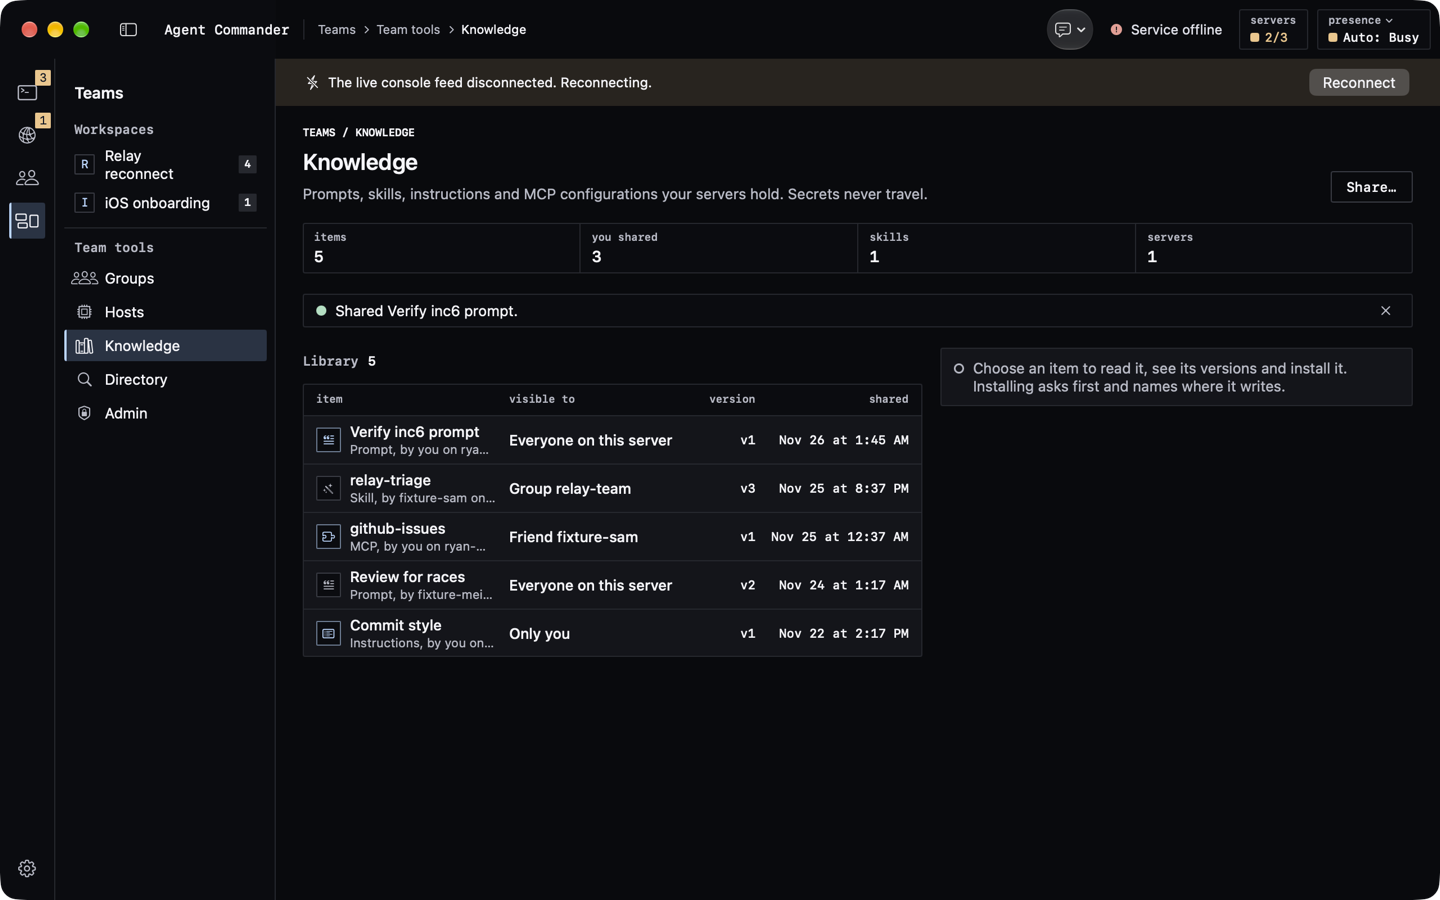 Agent Commander
Teams > Team tools > Knowledge
Service offline
servers
2/3
presence
Auto: Busy
3
1
Teams
Workspaces
R Relay reconnect 4
I iOS onboarding 1
Team tools
Groups
Hosts
Knowledge
Directory
Admin
The live console feed disconnected. Reconnecting.
Reconnect
TEAMS / KNOWLEDGE
Knowledge
Prompts, skills, instructions and MCP configurations your servers hold. Secrets never travel.
Share…
items
5
you shared
3
skills
1
servers
1
Shared Verify inc6 prompt.
Library 5
item visible to version shared
Verify inc6 prompt
Prompt, by you on rya…
Everyone on this server v1 Nov 26 at 1:45 AM
relay-triage
Skill, by fixture-sam on…
Group relay-team v3 Nov 25 at 8:37 PM
github-issues
MCP, by you on ryan-…
Friend fixture-sam v1 Nov 25 at 12:37 AM
Review for races
Prompt, by fixture-mei…
Everyone on this server v2 Nov 24 at 1:17 AM
Commit style
Instructions, by you on…
Only you v1 Nov 22 at 2:17 PM
Choose an item to read it, see its versions and install it.
Installing asks first and names where it writes.